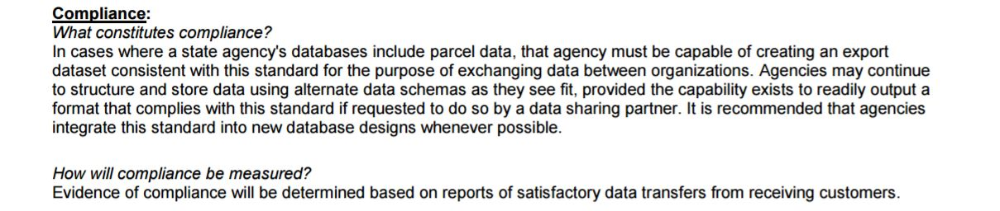 Compliance:
What constitutes compliance?
In cases where a state agency's databases include parcel data, that agency must be capable of creating an export
dataset consistent with this standard for the purpose of exchanging data between organizations. Agencies may continue
to structure and store data using alternate data schemas as they see fit, provided the capability exists to readily output a
format that complies with this standard if requested to do so by a data sharing partner. It is recommended that agencies
integrate this standard into new database designs whenever possible.
How will compliance be measured?
Evidence of compliance will be determined based on reports of satisfactory data transfers from receiving customers.